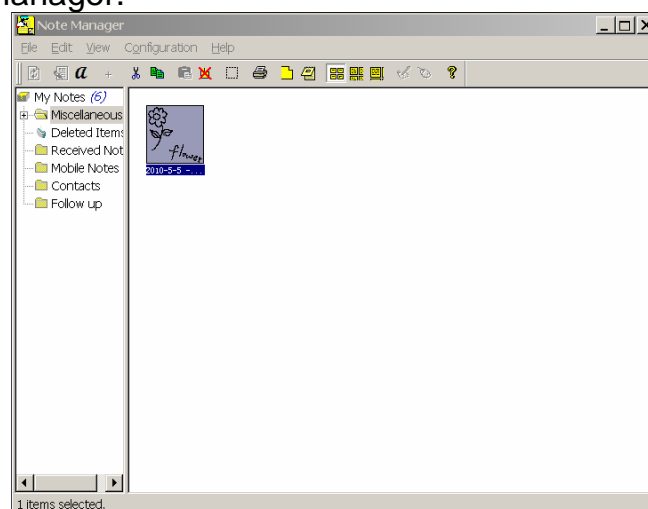 anager.
Note Manager
File Edit View Configuration Help
My Notes (6)
Miscellaneous
Deleted Items
Received Not
Mobile Notes
Contacts
Follow up
flower
2010-5-5 -...
1 items selected.